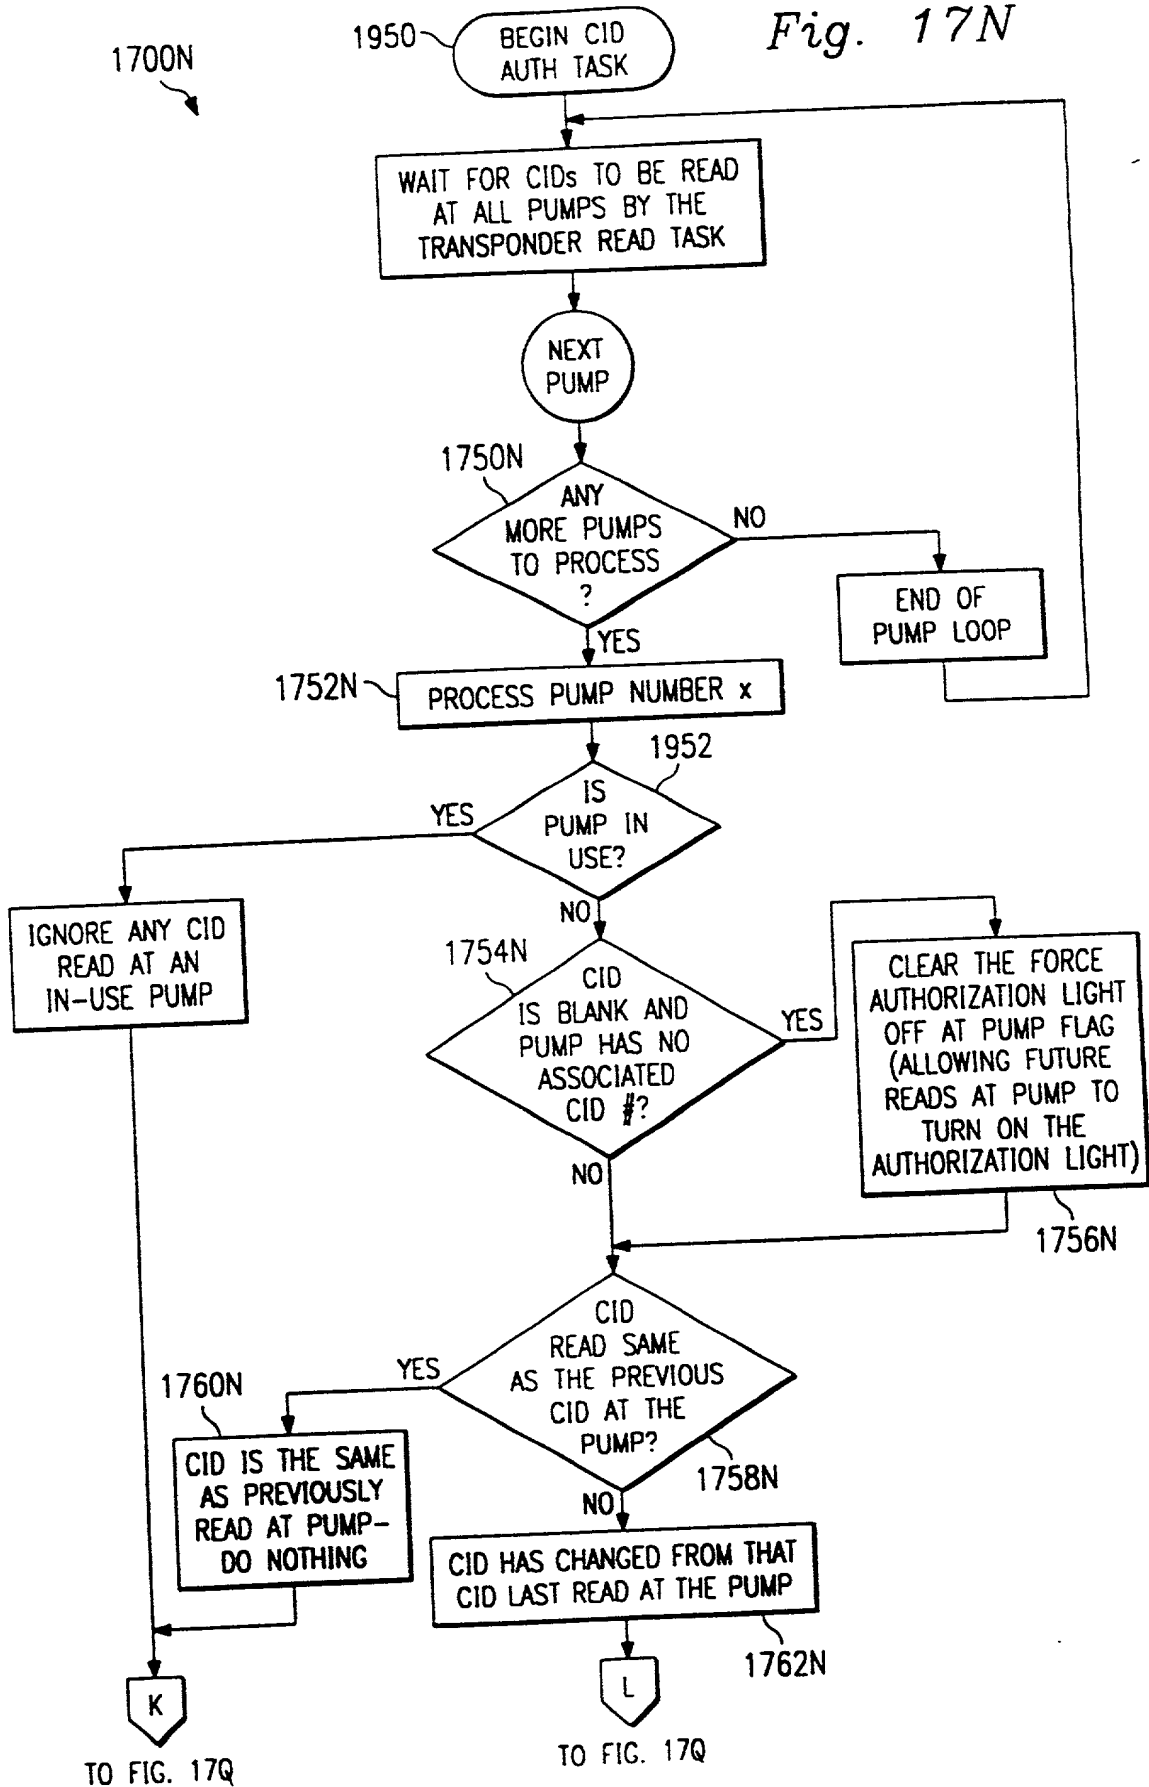 1700N
1950
BEGIN CID
AUTH TASK
Fig. 17N
WAIT FOR CIDs TO BE READ
AT ALL PUMPS BY THE
TRANSPONDER READ TASK
NEXT
PUMP
1750N
ANY
MORE PUMPS
TO PROCESS
?
NO
END OF
PUMP LOOP
YES
1752N
PROCESS PUMP NUMBER x
1952
IS
PUMP IN
USE?
YES
IGNORE ANY CID
READ AT AN
IN-USE PUMP
NO
1754N
CID
IS BLANK AND
PUMP HAS NO
ASSOCIATED
CID #?
YES
CLEAR THE FORCE
AUTHORIZATION LIGHT
OFF AT PUMP FLAG
(ALLOWING FUTURE
READS AT PUMP TO
TURN ON THE
AUTHORIZATION LIGHT)
1756N
NO
CID
READ SAME
AS THE PREVIOUS
CID AT THE
PUMP?
1758N
YES
1760N
CID IS THE SAME
AS PREVIOUSLY
READ AT PUMP-
DO NOTHING
NO
CID HAS CHANGED FROM THAT
CID LAST READ AT THE PUMP
1762N
K
TO FIG. 17Q
L
TO FIG. 17Q